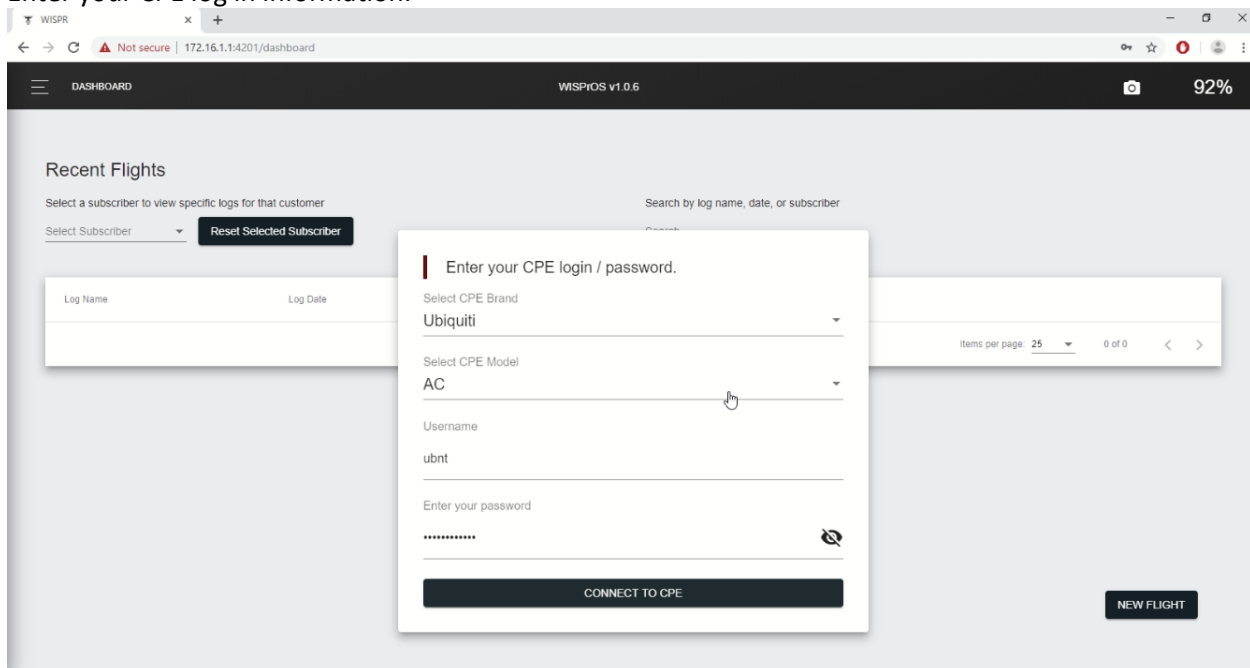 WISPR
Not secure | 172.16.1.1:4201/dashboard
DASHBOARD
WISPrOS v1.0.6
92%
Recent Flights
Select a subscriber to view specific logs for that customer
Search by log name, date, or subscriber
Select Subscriber
Reset Selected Subscriber
Enter your CPE login / password.
Log Name
Log Date
Select CPE Brand
Ubiquiti
Items per page: 25
0 of 0
Select CPE Model
AC
Username
ubnt
Enter your password
••••••••••••
CONNECT TO CPE
NEW FLIGHT